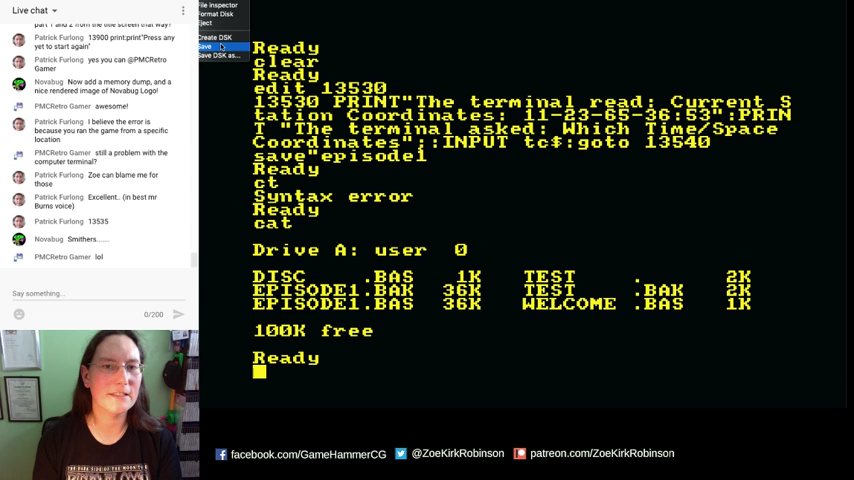 Live chat
part 1 and 2 from the title screen that way?
Patrick Furlong 13900 print:print"Press any
yet to start again"
Patrick Furlong yes you can @PMCRetro
Gamer
Novabug Now add a memory dump, and a
nice rendered image of Novabug Logo!
PMCRetro Gamer awesome!
Patrick Furlong I believe the error is
because you ran the game from a specific
location
PMCRetro Gamer still a problem with the
computer terminal?
Patrick Furlong Zoe can blame me for
those
Patrick Furlong Excellent.. (in best mr
Burns voice)
Patrick Furlong 13535
Novabug Smithers.......
PMCRetro Gamer lol
Say something...
0/200
File Inspector
Format Disk
Eject
Create DSK
Save
Save DSK as...
Ready
clear
Ready
edit 13530
13530 PRINT"The terminal read: Current S
tation Coordinates: 11-23-65-36:53":PRIN
T "The terminal asked: Which Time/Space
Coordinates";:INPUT tc$:goto 13540
save"episode1
Ready
ct
Syntax error
Ready
cat
Drive A: user 0
DISC .BAS 1K TEST . 2K
EPISODE1.BAK 36K TEST .BAK 2K
EPISODE1.BAS 36K WELCOME .BAS 1K
100K free
Ready
facebook.com/GameHammerCG @ZoeKirkRobinson patreon.com/ZoeKirkRobinson